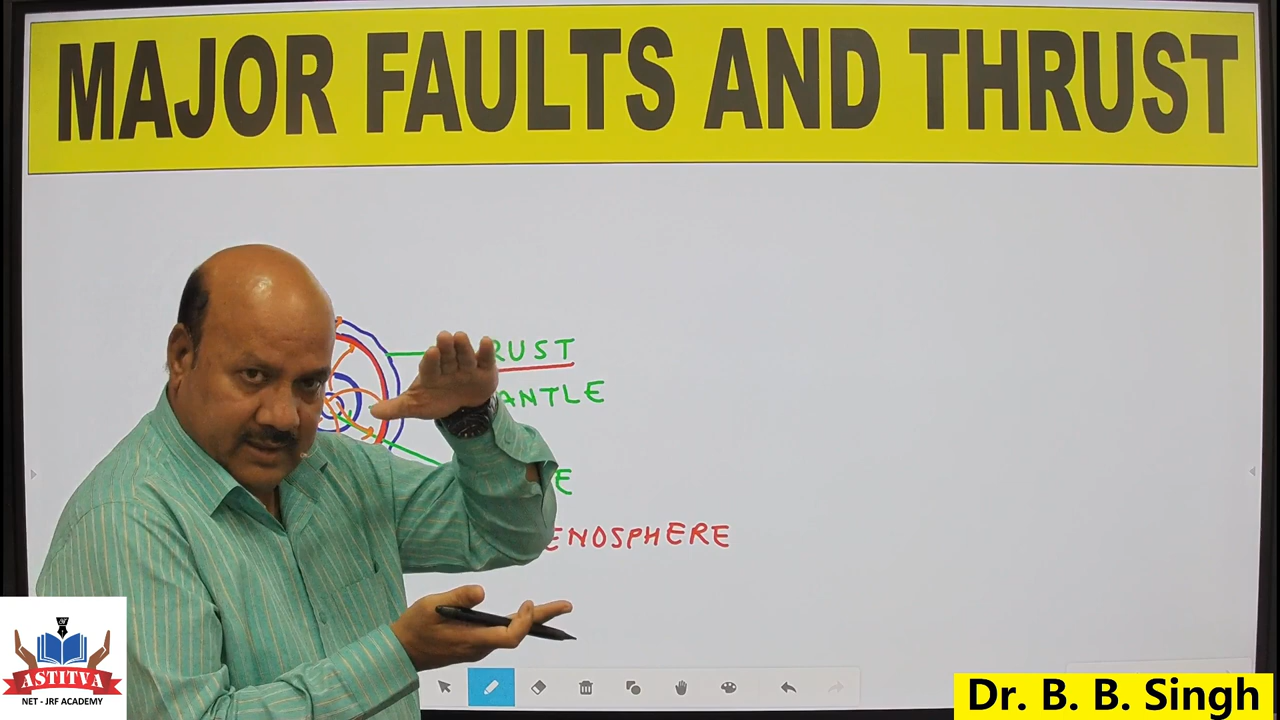 MAJOR FAULTS AND THRUST
RUST
ANTLE
E
ENOSPHERE
ASTITVA
NET - JRF ACADEMY
Dr. B. B. Singh